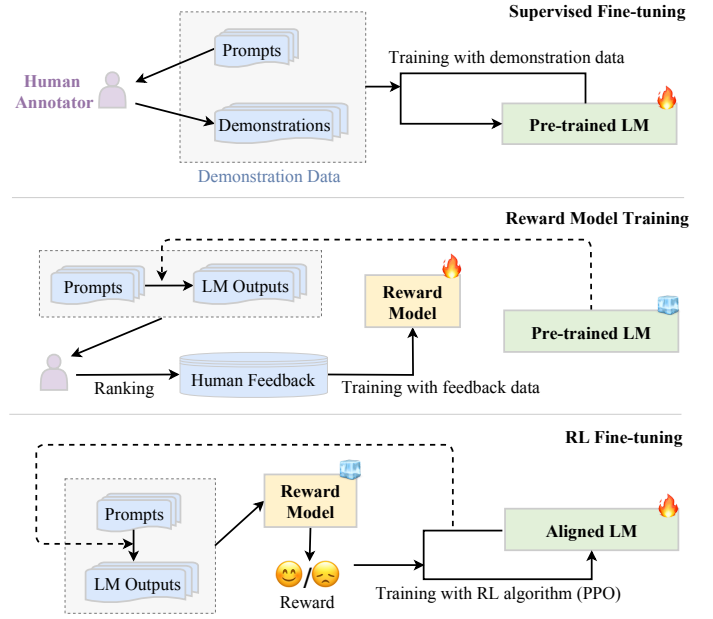 Supervised Fine-tuning
Prompts
Training with demonstration data
Human
Annotator
Demonstrations
Pre-trained LM
Demonstration Data
Reward Model Training
Prompts
LM Outputs
Reward
Model
Pre-trained LM
Ranking
Human Feedback
Training with feedback data
RL Fine-tuning
Reward
Model
Prompts
Aligned LM
LM Outputs
/
Reward
Training with RL algorithm (PPO)